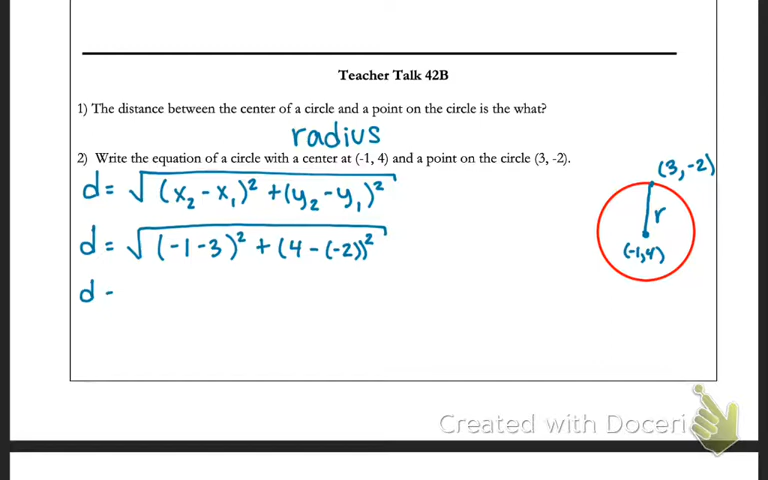 Teacher Talk 42B
1) The distance between the center of a circle and a point on the circle is the what?
radius
2) Write the equation of a circle with a center at (-1, 4) and a point on the circle (3, -2).
d = √(x₂ - x₁)² + (y₂ - y₁)²
d = √(-1 - 3)² + (4 - (-2))²
d -
(3, -2)
r
(-1,4)
Created with Doceri